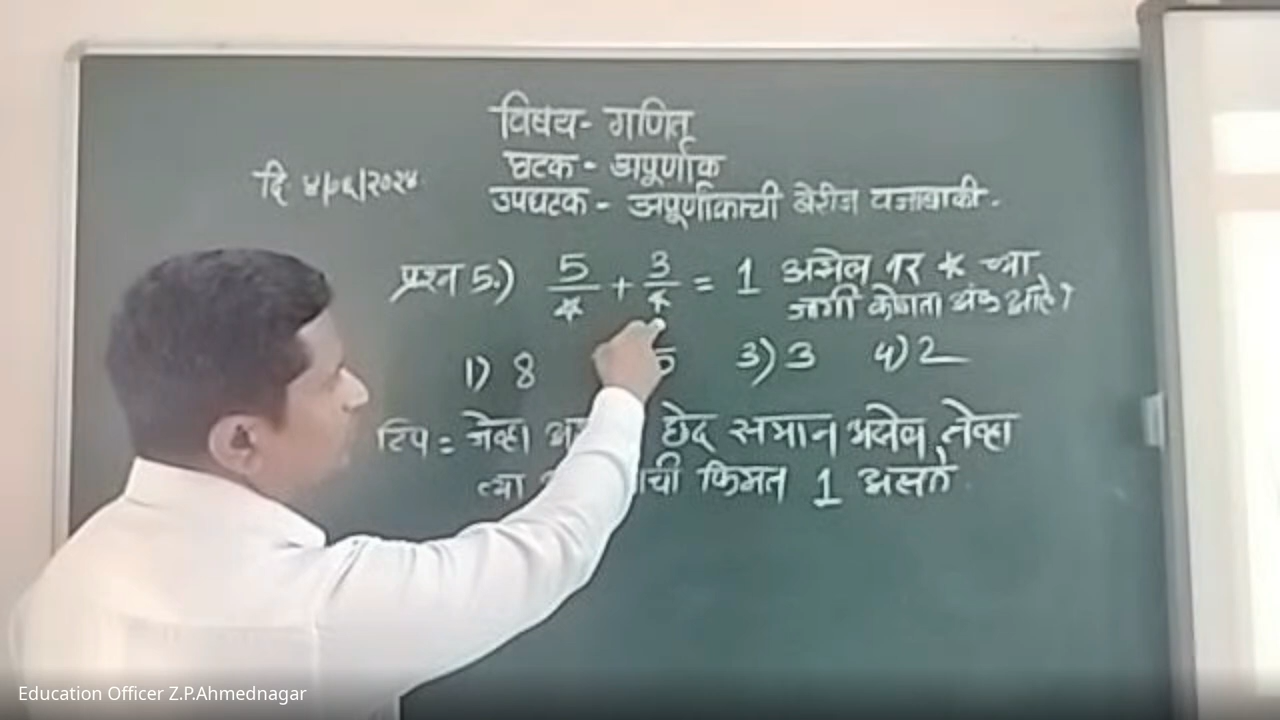 विषय- गणित
घटक - अपूर्णांक
दि ४/०६/२०२४
उपघटक - अपूर्णांकाची बेरीज वजाबाकी.
प्रश्न 5.) 5/* + 3/* = 1 असेल तर * च्या
जागी कोणता अंक आहे?
1) 8 3) 3 4) 2
टिप = जेव्हा छेद समान असेल तेव्हा
त्या ची किंमत 1 असते
Education Officer Z.P.Ahmednagar